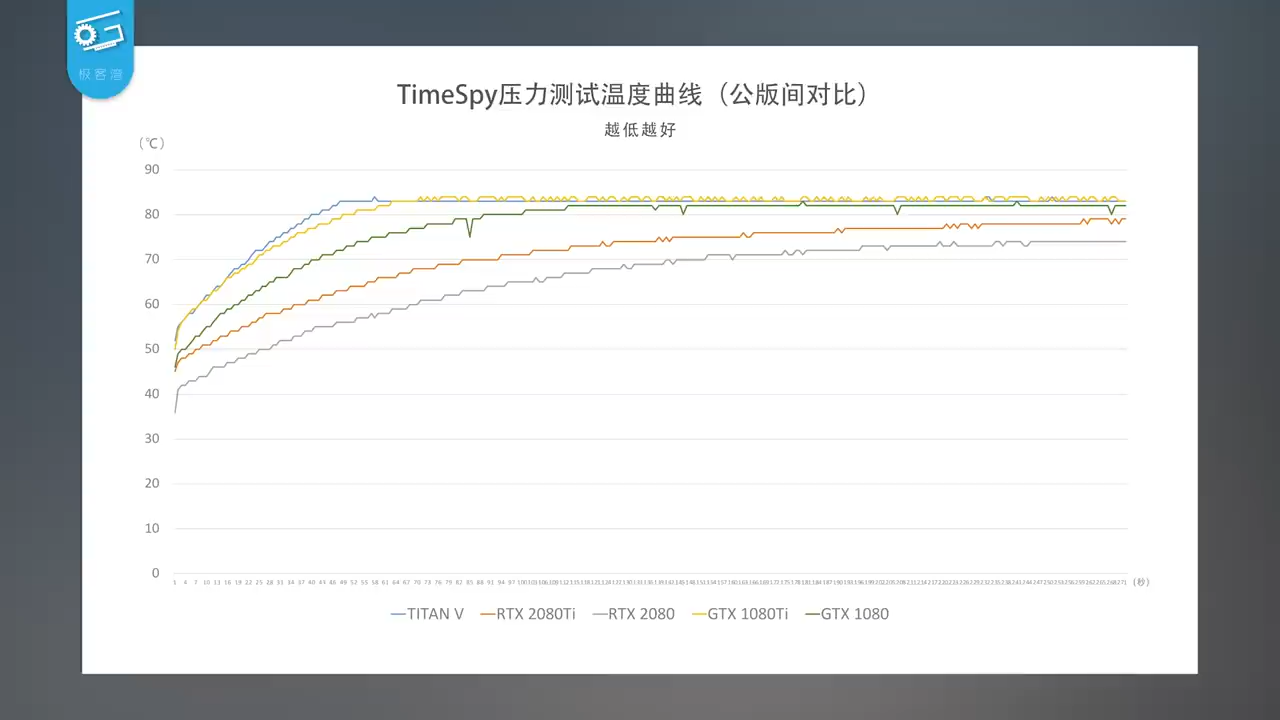 极客湾
TimeSpy压力测试温度曲线（公版间对比）
越低越好
（℃）
90
80
70
60
50
40
30
20
10
0
（秒）
TITAN V RTX 2080Ti RTX 2080 GTX 1080Ti GTX 1080